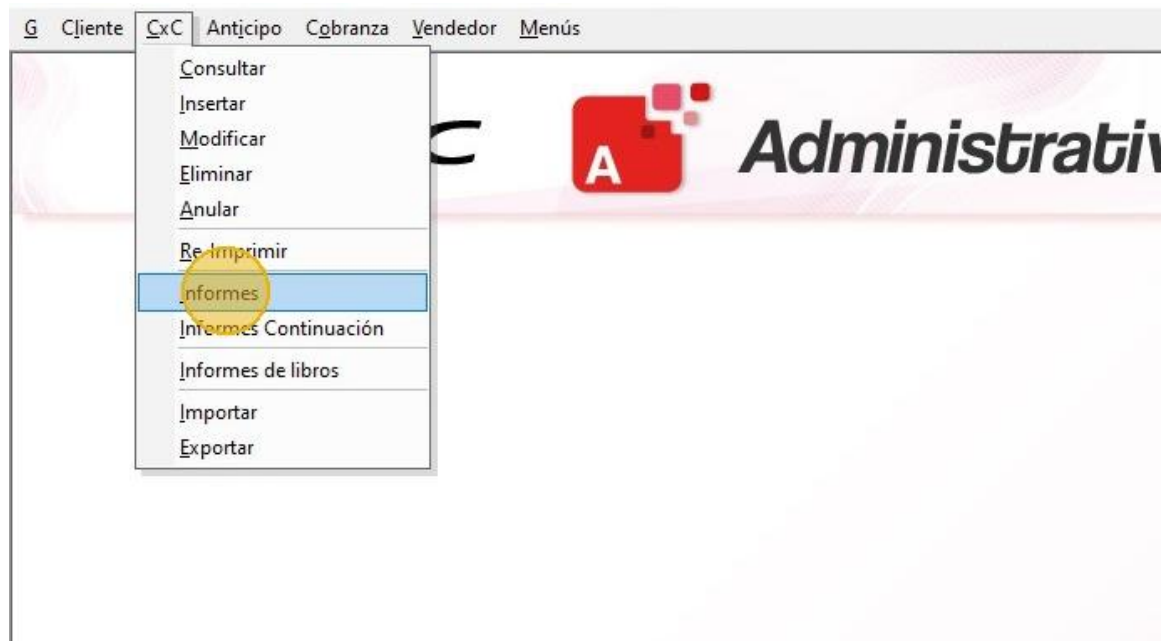 G Cliente CxC Anticipo Cobranza Vendedor Menús
Consultar
Insertar
Modificar
Eliminar
Anular
Re-Imprimir
Informes
Informes Continuación
Informes de libros
Importar
Exportar
A